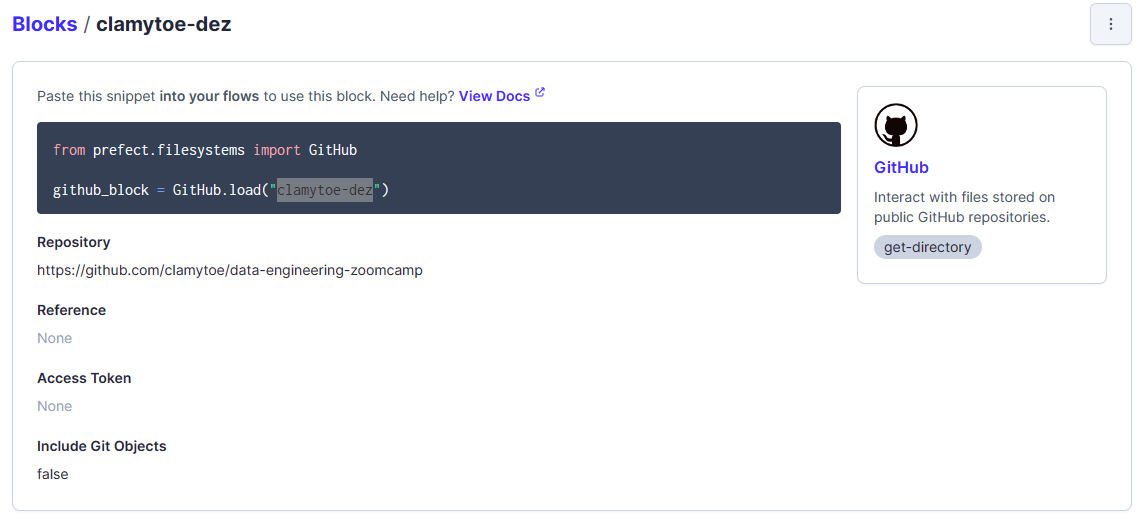 Blocks / clamytoe-dez
Paste this snippet into your flows to use this block. Need help? View Docs
from prefect.filesystems import GitHub
github_block = GitHub.load("clamytoe-dez")
Repository
https://github.com/clamytoe/data-engineering-zoomcamp
Reference
None
Access Token
None
Include Git Objects
false
GitHub
Interact with files stored on
public GitHub repositories.
get-directory